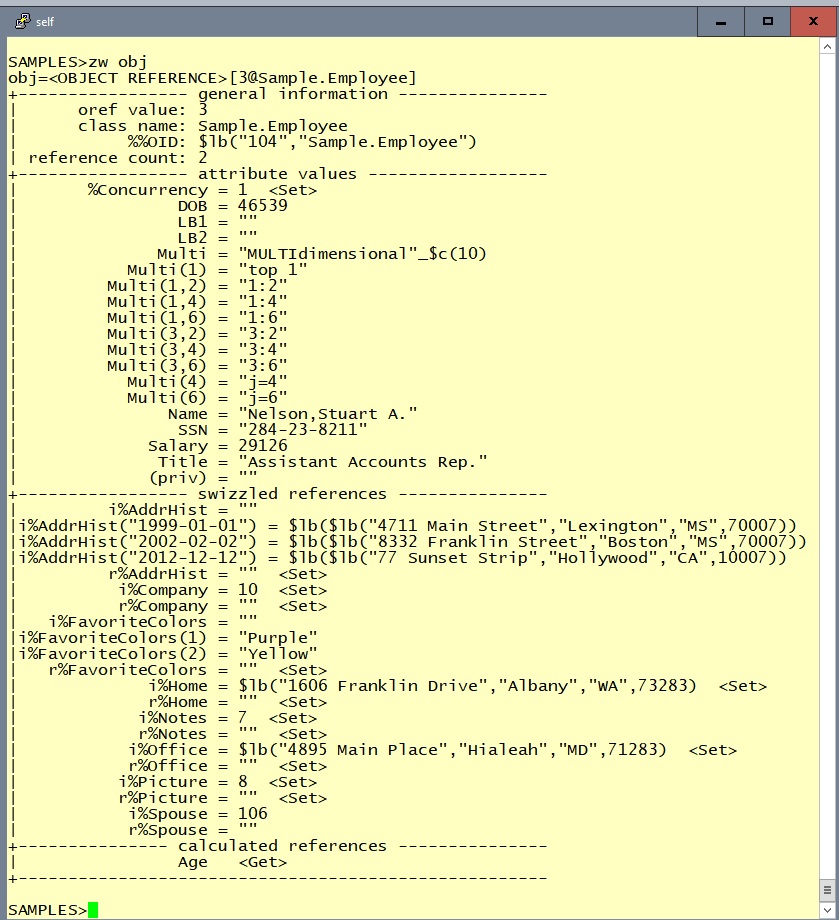 self
SAMPLES>zw obj
obj=<OBJECT REFERENCE>[3@Sample.Employee]
+----------------- general information ---------------
|      oref value: 3
|      class name: Sample.Employee
|           %%OID: $lb("104","Sample.Employee")
| reference count: 2
+----------------- attribute values ------------------
|       %Concurrency = 1  <Set>
|                DOB = 46539
|                LB1 = ""
|                LB2 = ""
|              Multi = "MULTIdimensional"_$c(10)
|           Multi(1) = "top 1"
|         Multi(1,2) = "1:2"
|         Multi(1,4) = "1:4"
|         Multi(1,6) = "1:6"
|         Multi(3,2) = "3:2"
|         Multi(3,4) = "3:4"
|         Multi(3,6) = "3:6"
|           Multi(4) = "j=4"
|           Multi(6) = "j=6"
|               Name = "Nelson,Stuart A."
|                SSN = "284-23-8211"
|             Salary = 29126
|              Title = "Assistant Accounts Rep."
|             (priv) = ""
+----------------- swizzled references ---------------
|         i%AddrHist = ""
|i%AddrHist("1999-01-01") = $lb($lb("4711 Main Street","Lexington","MS",70007))
|i%AddrHist("2002-02-02") = $lb($lb("8332 Franklin Street","Boston","MS",70007))
|i%AddrHist("2012-12-12") = $lb($lb("77 Sunset Strip","Hollywood","CA",10007))
|         r%AddrHist = ""  <Set>
|          i%Company = 10  <Set>
|          r%Company = ""  <Set>
|   i%FavoriteColors = ""
|i%FavoriteColors(1) = "Purple"
|i%FavoriteColors(2) = "Yellow"
|   r%FavoriteColors = ""  <Set>
|             i%Home = $lb("1606 Franklin Drive","Albany","WA",73283)  <Set>
|             r%Home = ""  <Set>
|            i%Notes = 7  <Set>
|            r%Notes = ""  <Set>
|           i%Office = $lb("4895 Main Place","Hialeah","MD",71283)  <Set>
|           r%Office = ""  <Set>
|          i%Picture = 8  <Set>
|          r%Picture = ""  <Set>
|           i%Spouse = 106
|           r%Spouse = ""
+--------------- calculated references ---------------
|                Age   <Get>
+-----------------------------------------------------
SAMPLES>